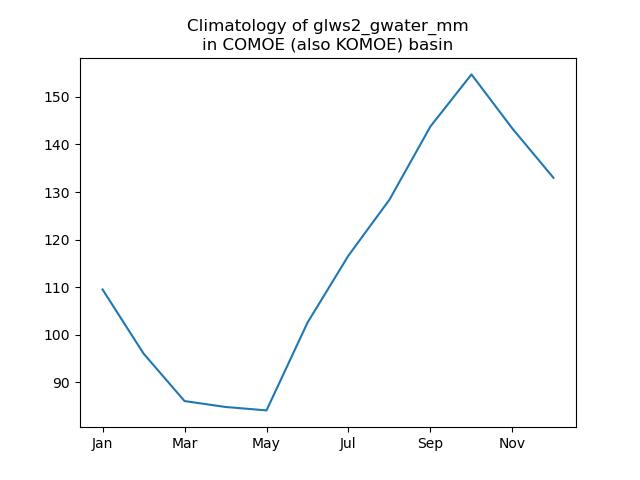 Climatology of glws2_gwater_mm
in COMOE (also KOMOE) basin
150
140
130
120
110
100
90
Jan Mar May Jul Sep Nov